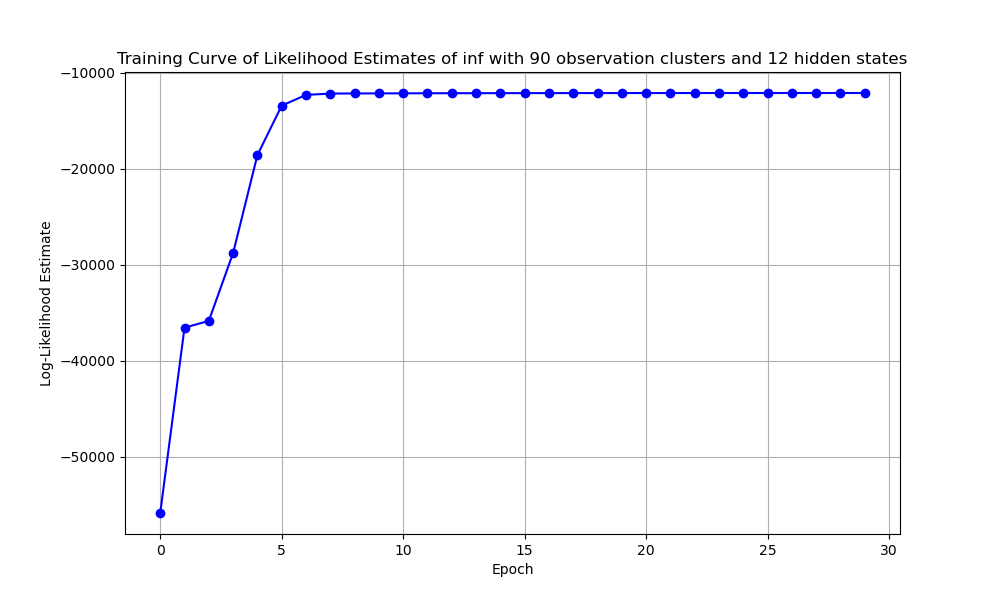 Training Curve of Likelihood Estimates of inf with 90 observation clusters and 12 hidden states
−10000
−20000
−30000
−40000
−50000
Log-Likelihood Estimate
0 5 10 15 20 25 30
Epoch